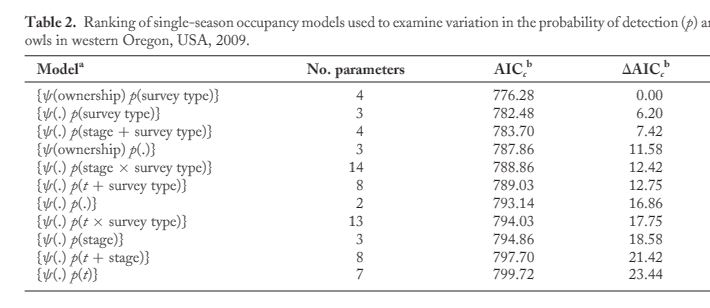 Table 2. Ranking of single-season occupancy models used to examine variation in the probability of detection (p)
owls in western Oregon, USA, 2009.
Modelᵃ No. parameters AICcᵇ ΔAICcᵇ
{ψ(ownership) p(survey type)} 4 776.28 0.00
{ψ(.) p(survey type)} 3 782.48 6.20
{ψ(.) p(stage + survey type)} 4 783.70 7.42
{ψ(ownership) p(.)} 3 787.86 11.58
{ψ(.) p(stage × survey type)} 14 788.86 12.42
{ψ(.) p(t + survey type)} 8 789.03 12.75
{ψ(.) p(.)} 2 793.14 16.86
{ψ(.) p(t × survey type)} 13 794.03 17.75
{ψ(.) p(stage)} 3 794.86 18.58
{ψ(.) p(t + stage)} 8 797.70 21.42
{ψ(.) p(t)} 7 799.72 23.44